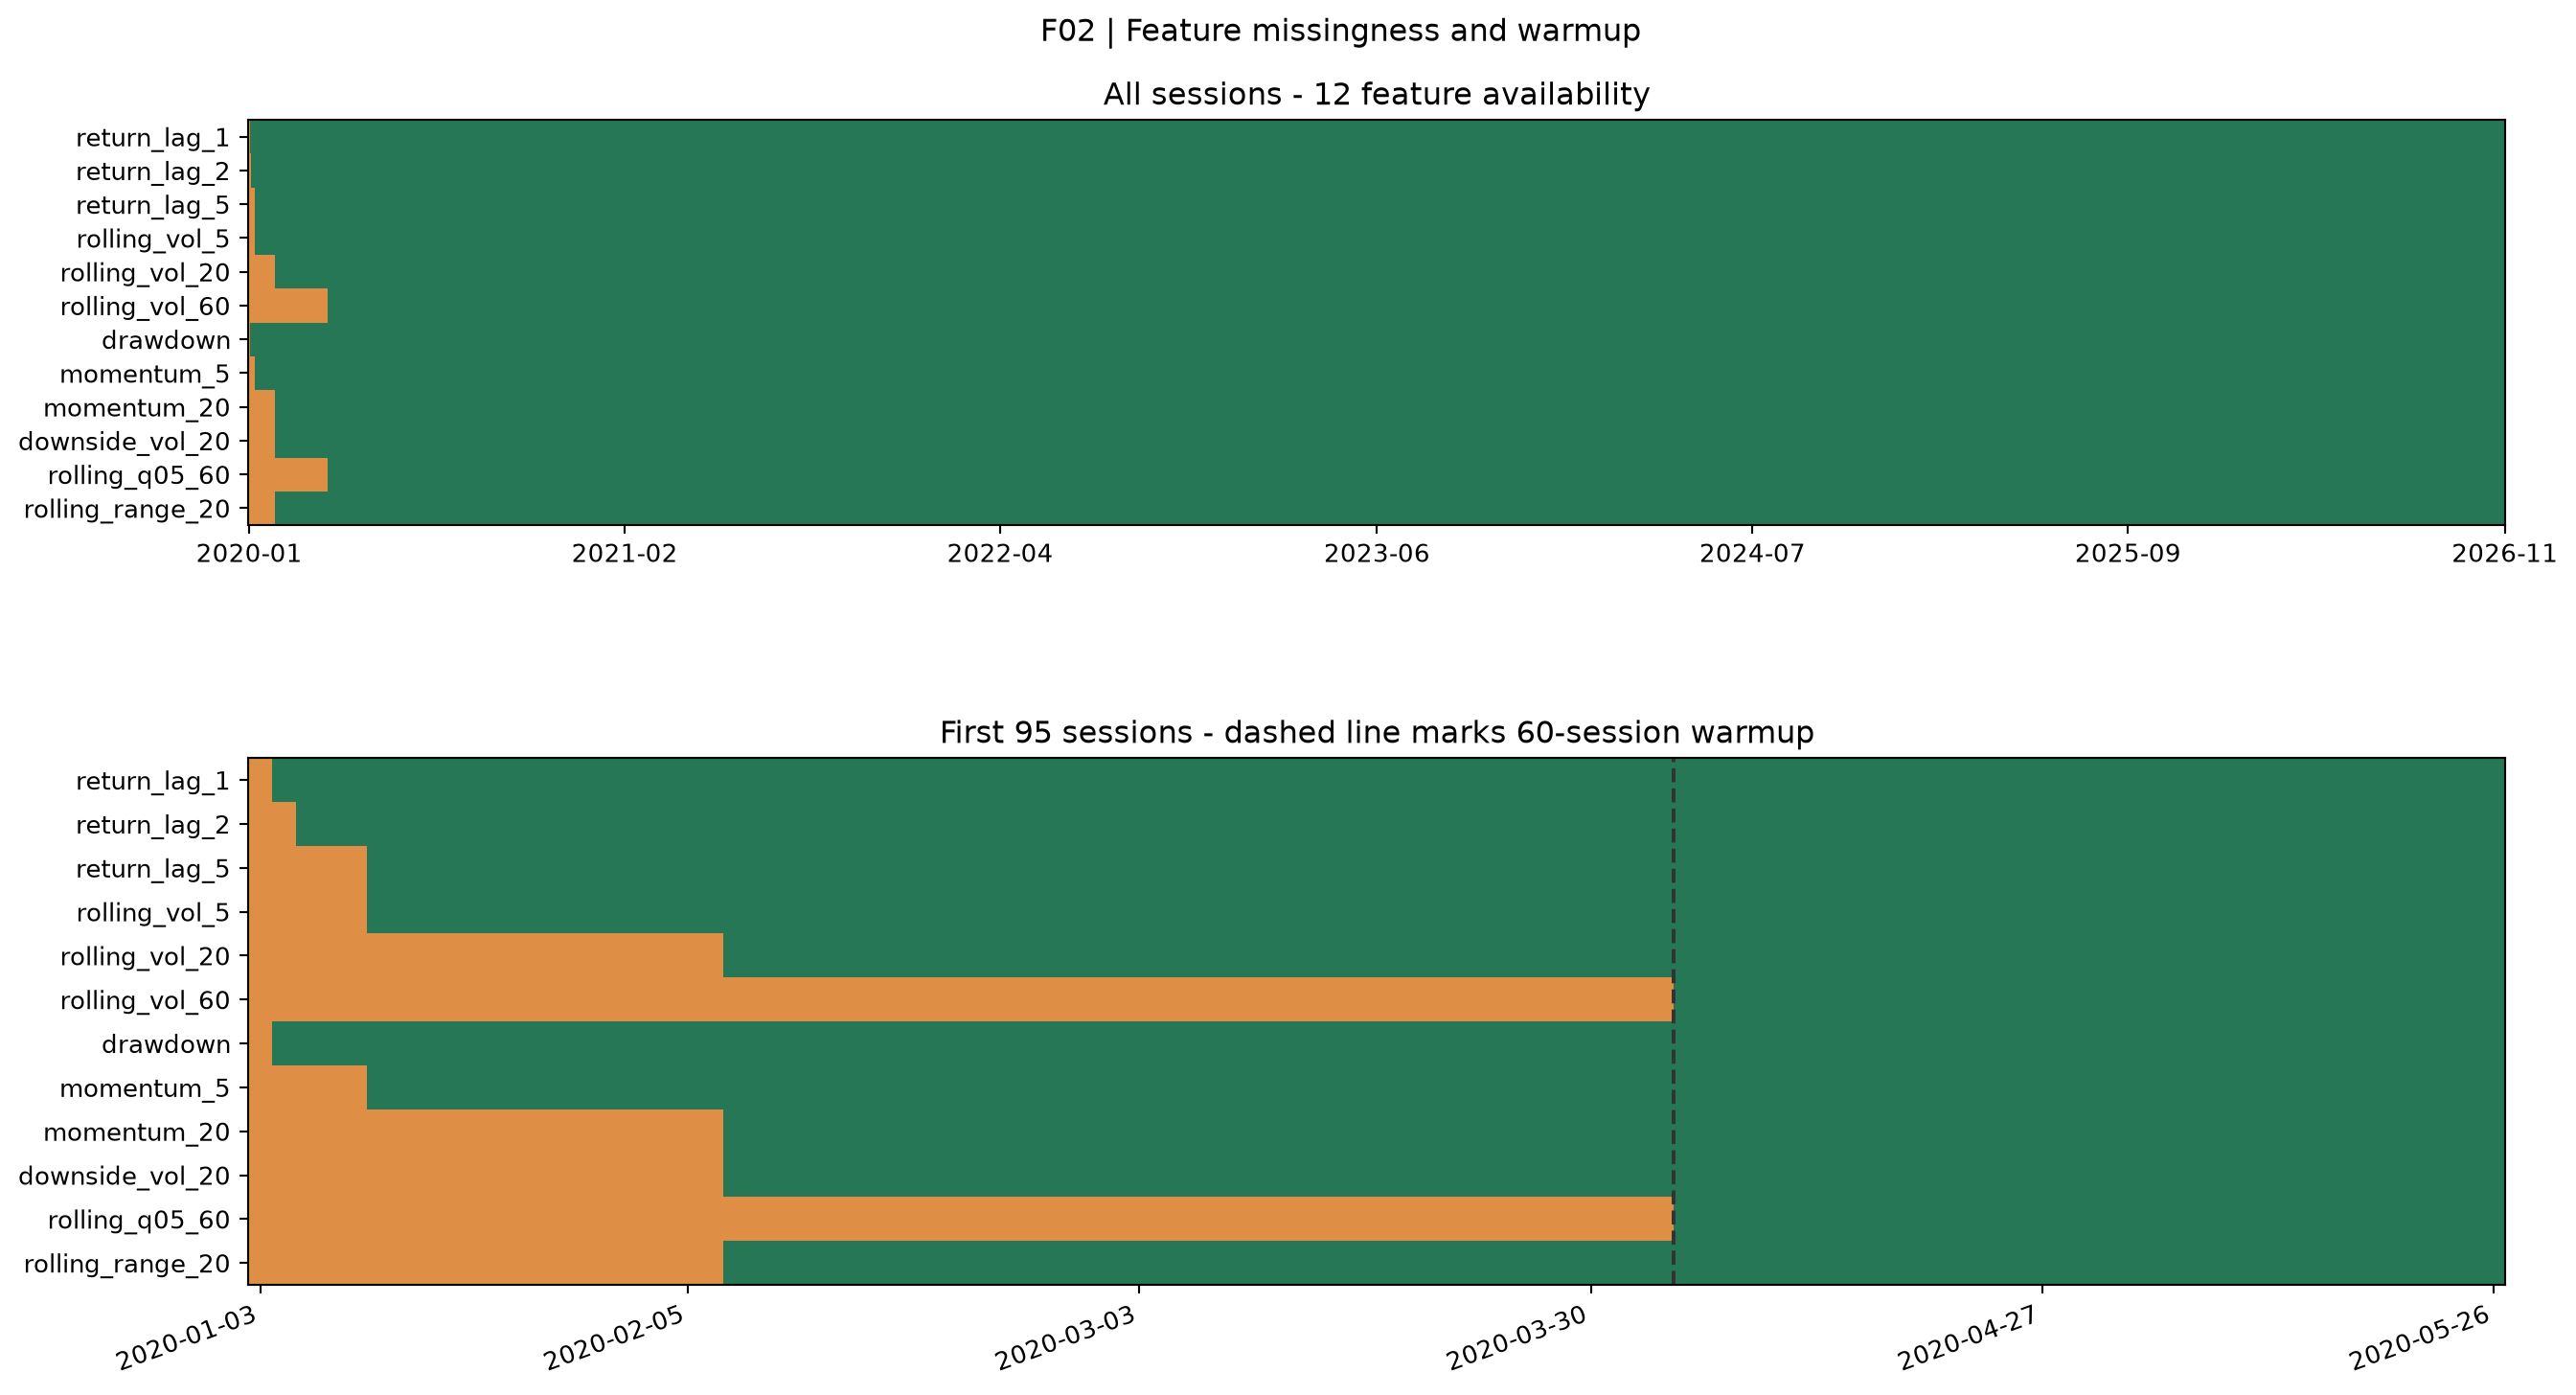 F02 | Feature missingness and warmup
All sessions - 12 feature availability
return_lag_1
return_lag_2
return_lag_5
rolling_vol_5
rolling_vol_20
rolling_vol_60
drawdown
momentum_5
momentum_20
downside_vol_20
rolling_q05_60
rolling_range_20
2020-01 2021-02 2022-04 2023-06 2024-07 2025-09 2026-11
First 95 sessions - dashed line marks 60-session warmup
return_lag_1
return_lag_2
return_lag_5
rolling_vol_5
rolling_vol_20
rolling_vol_60
drawdown
momentum_5
momentum_20
downside_vol_20
rolling_q05_60
rolling_range_20
2020-01-03 2020-02-05 2020-03-03 2020-03-30 2020-04-27 2020-05-26